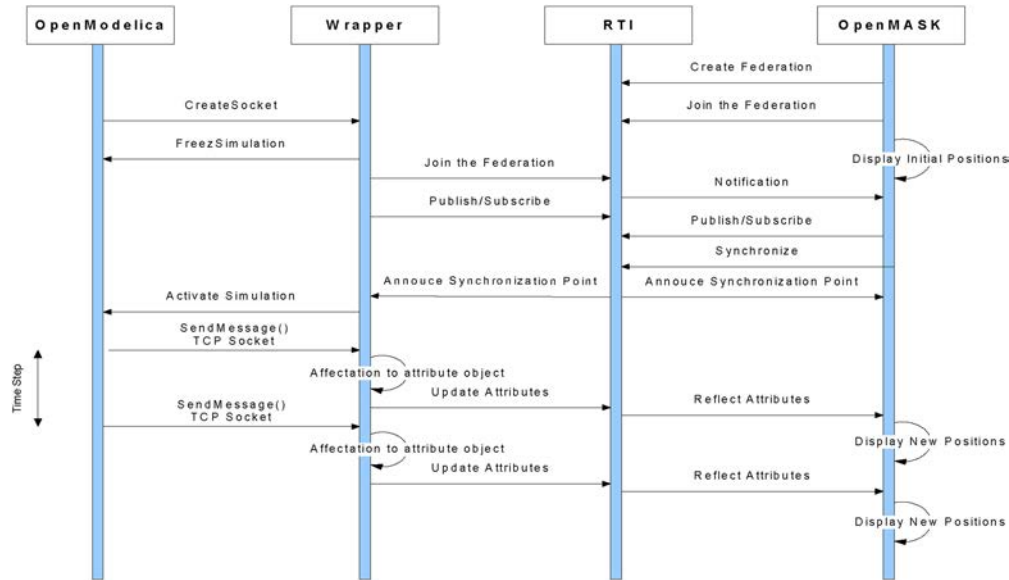 OpenModelica
Wrapper
RTI
OpenMASK
Create Federation
CreateSocket
Join the Federation
FreezSimulation
Display Initial Positions
Join the Federation
Notification
Publish/Subscribe
Publish/Subscribe
Synchronize
Annouce Synchronization Point
Annouce Synchronization Point
Activate Simulation
SendMessage()
TCP Socket
Time Step
Affectation to attribute object
Update Attributes
Reflect Attributes
SendMessage()
TCP Socket
Display New Positions
Affectation to attribute object
Update Attributes
Reflect Attributes
Display New Positions